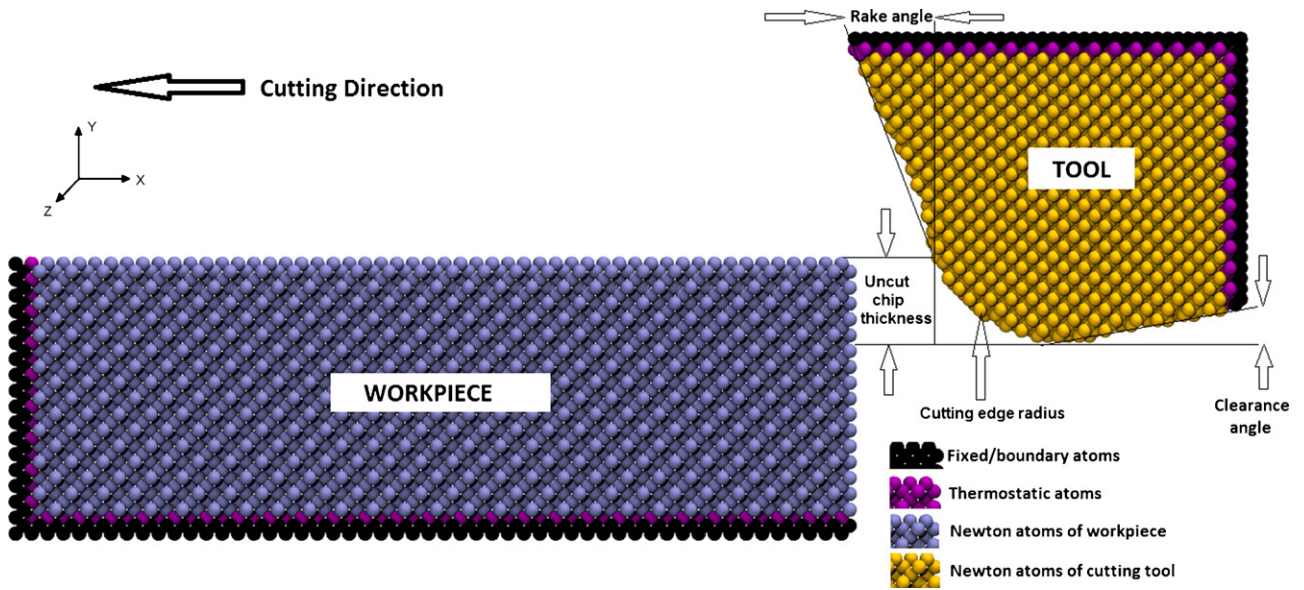 Rake angle
Cutting Direction
Y
X
Z
TOOL
Uncut
chip
thickness
WORKPIECE
Cutting edge radius
Clearance
angle
Fixed/boundary atoms
Thermostatic atoms
Newton atoms of workpiece
Newton atoms of cutting tool